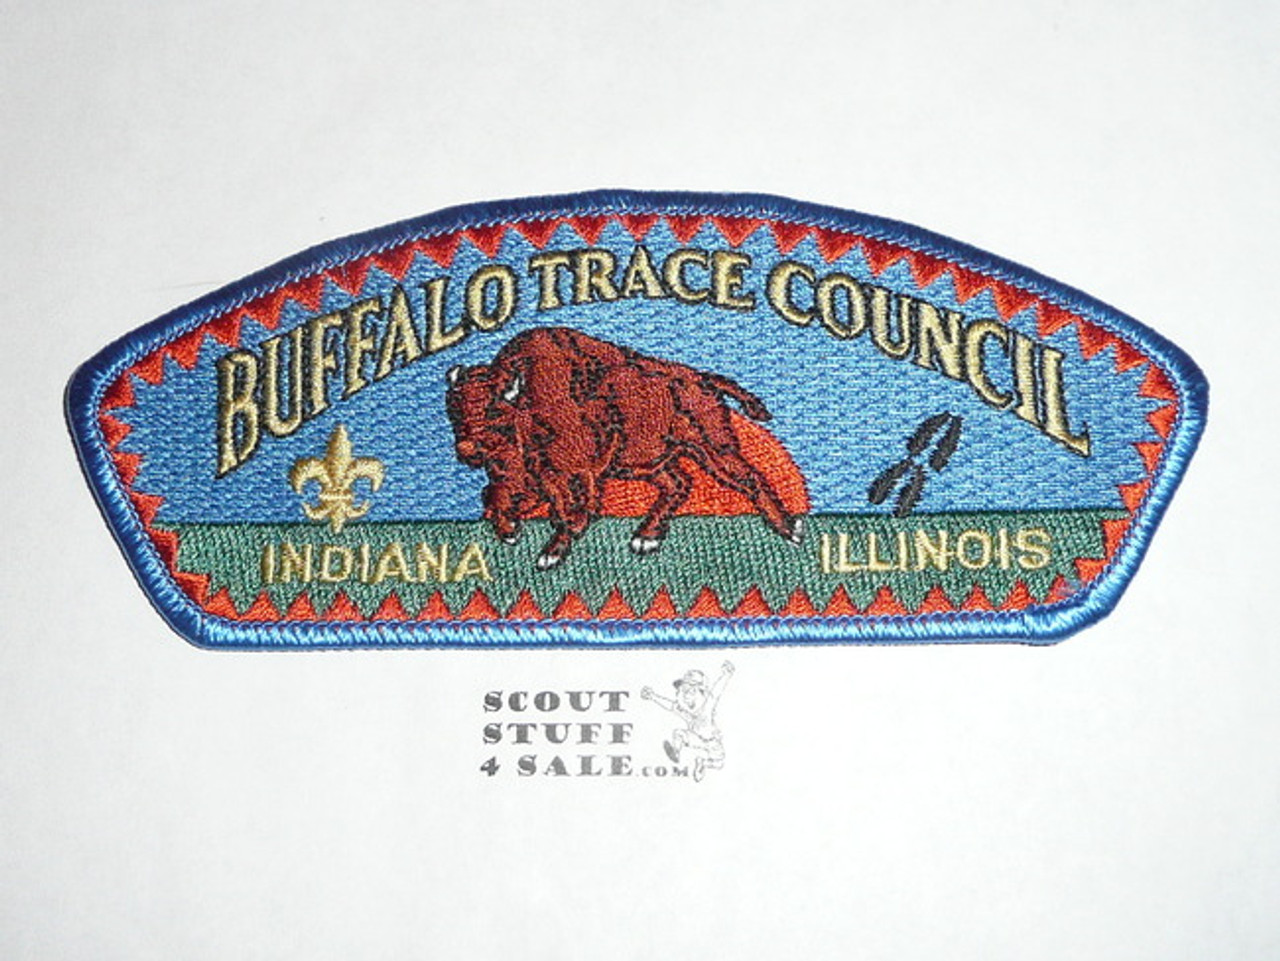 BUFFALO TRACE COUNCIL
INDIANA ILLINOIS
SCOUT
STUFF
4 SALE.COM